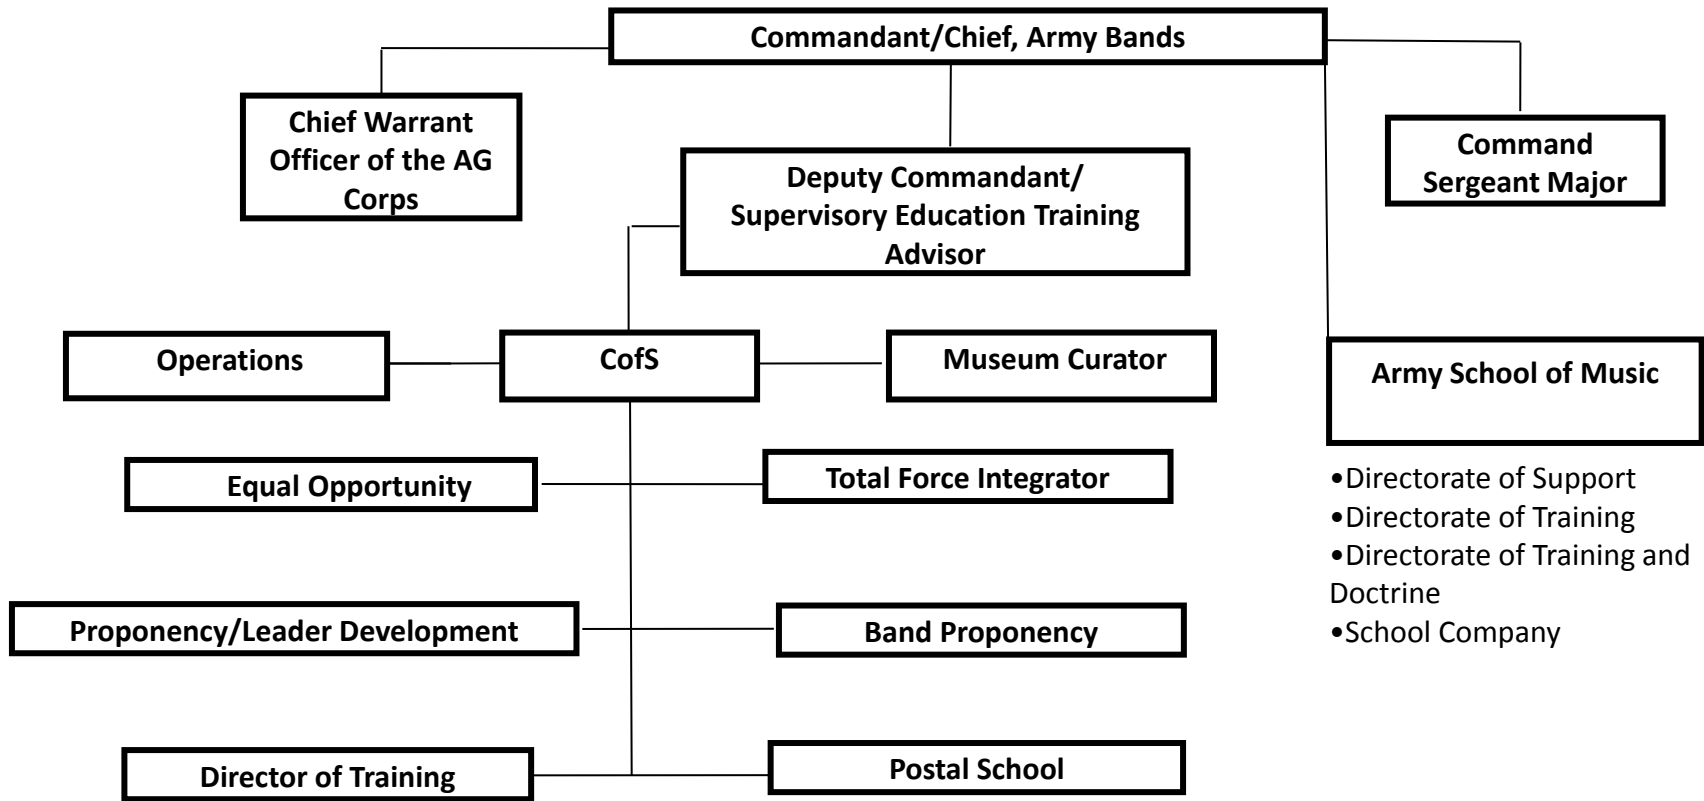 Commandant/Chief, Army Bands
Chief Warrant
Officer of the AG
Corps
Command
Sergeant Major
Deputy Commandant/
Supervisory Education Training
Advisor
Operations
CofS
Museum Curator
Army School of Music
Equal Opportunity
Total Force Integrator
•Directorate of Support
•Directorate of Training
•Directorate of Training and
Doctrine
•School Company
Proponency/Leader Development
Band Proponency
Director of Training
Postal School